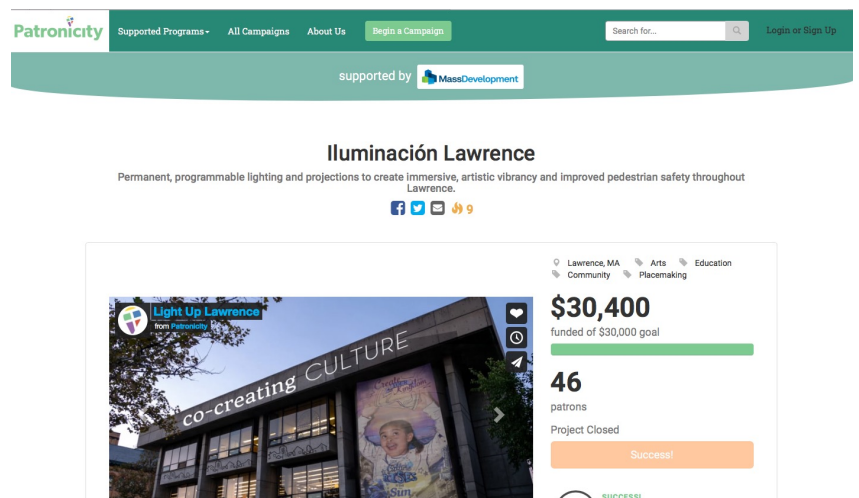 Patronicity
Supported Programs
All Campaigns
About Us
Begin a Campaign
Search for...
Login or Sign Up
supported by MassDevelopment
Iluminación Lawrence
Permanent, programmable lighting and projections to create immersive, artistic vibrancy and improved pedestrian safety throughout
Lawrence.
9
Lawrence, MA Arts Education
Community Placemaking
$30,400
funded of $30,000 goal
46
patrons
Project Closed
Success!
SUCCESS!
Light Up Lawrence
from Patronicity
co-creating CULTURE
Sun